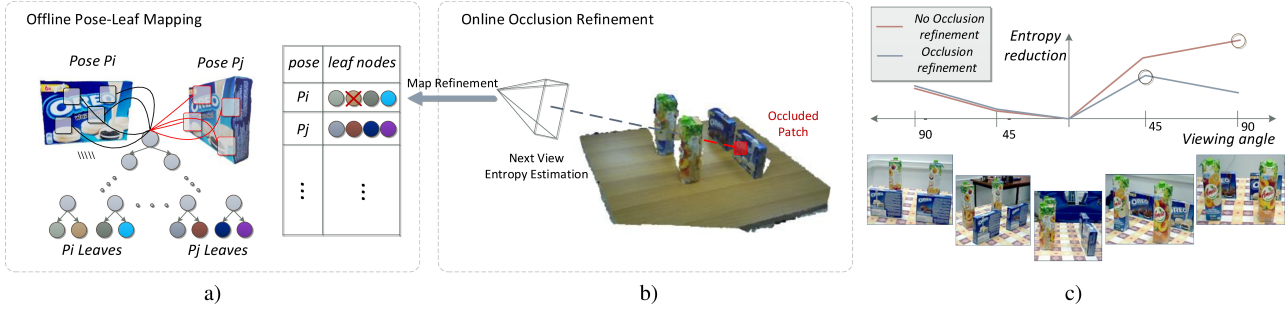 Offline Pose-Leaf Mapping
Pose Pi
Pose Pj
OREO
Pi Leaves
Pj Leaves
pose
leaf nodes
Pi
Pj
a)
Online Occlusion Refinement
Map Refinement
Next View
Entropy Estimation
Occluded
Patch
b)
No Occlusion
refinement
Occlusion
refinement
Entropy
reduction
90
45
45
90
Viewing angle
c)